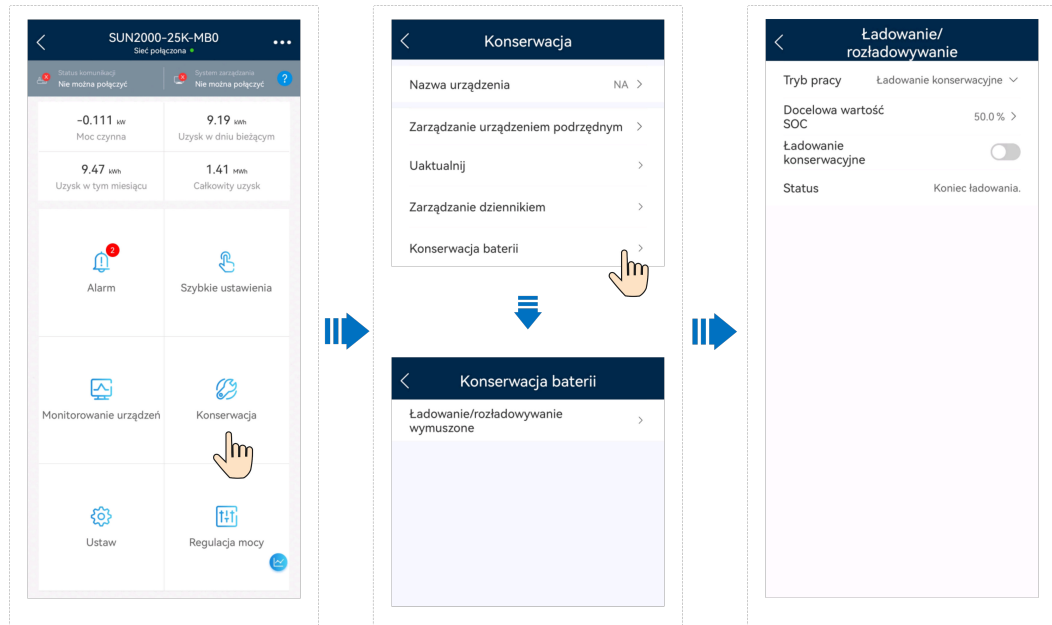 SUN2000-25K-MB0
Sieć połączona
Status komunikacji
Nie można połączyć
System zarządzania
Nie można połączyć
?
-0.111 kW
Moc czynna
9.19 kWh
Uzysk w dniu bieżącym
9.47 kWh
Uzysk w tym miesiącu
1.41 MWh
Całkowity uzysk
2
Alarm
Szybkie ustawienia
Monitorowanie urządzeń
Konserwacja
Ustaw
Regulacja mocy
Konserwacja
Nazwa urządzenia NA >
Zarządzanie urządzeniem podrzędnym >
Uaktualnij >
Zarządzanie dziennikiem >
Konserwacja baterii >
Konserwacja baterii
Ładowanie/rozładowywanie
wymuszone >
Ładowanie/
rozładowywanie
Tryb pracy Ładowanie konserwacyjne
Docelowa wartość
SOC 50.0 % >
Ładowanie
konserwacyjne
Status Koniec ładowania.